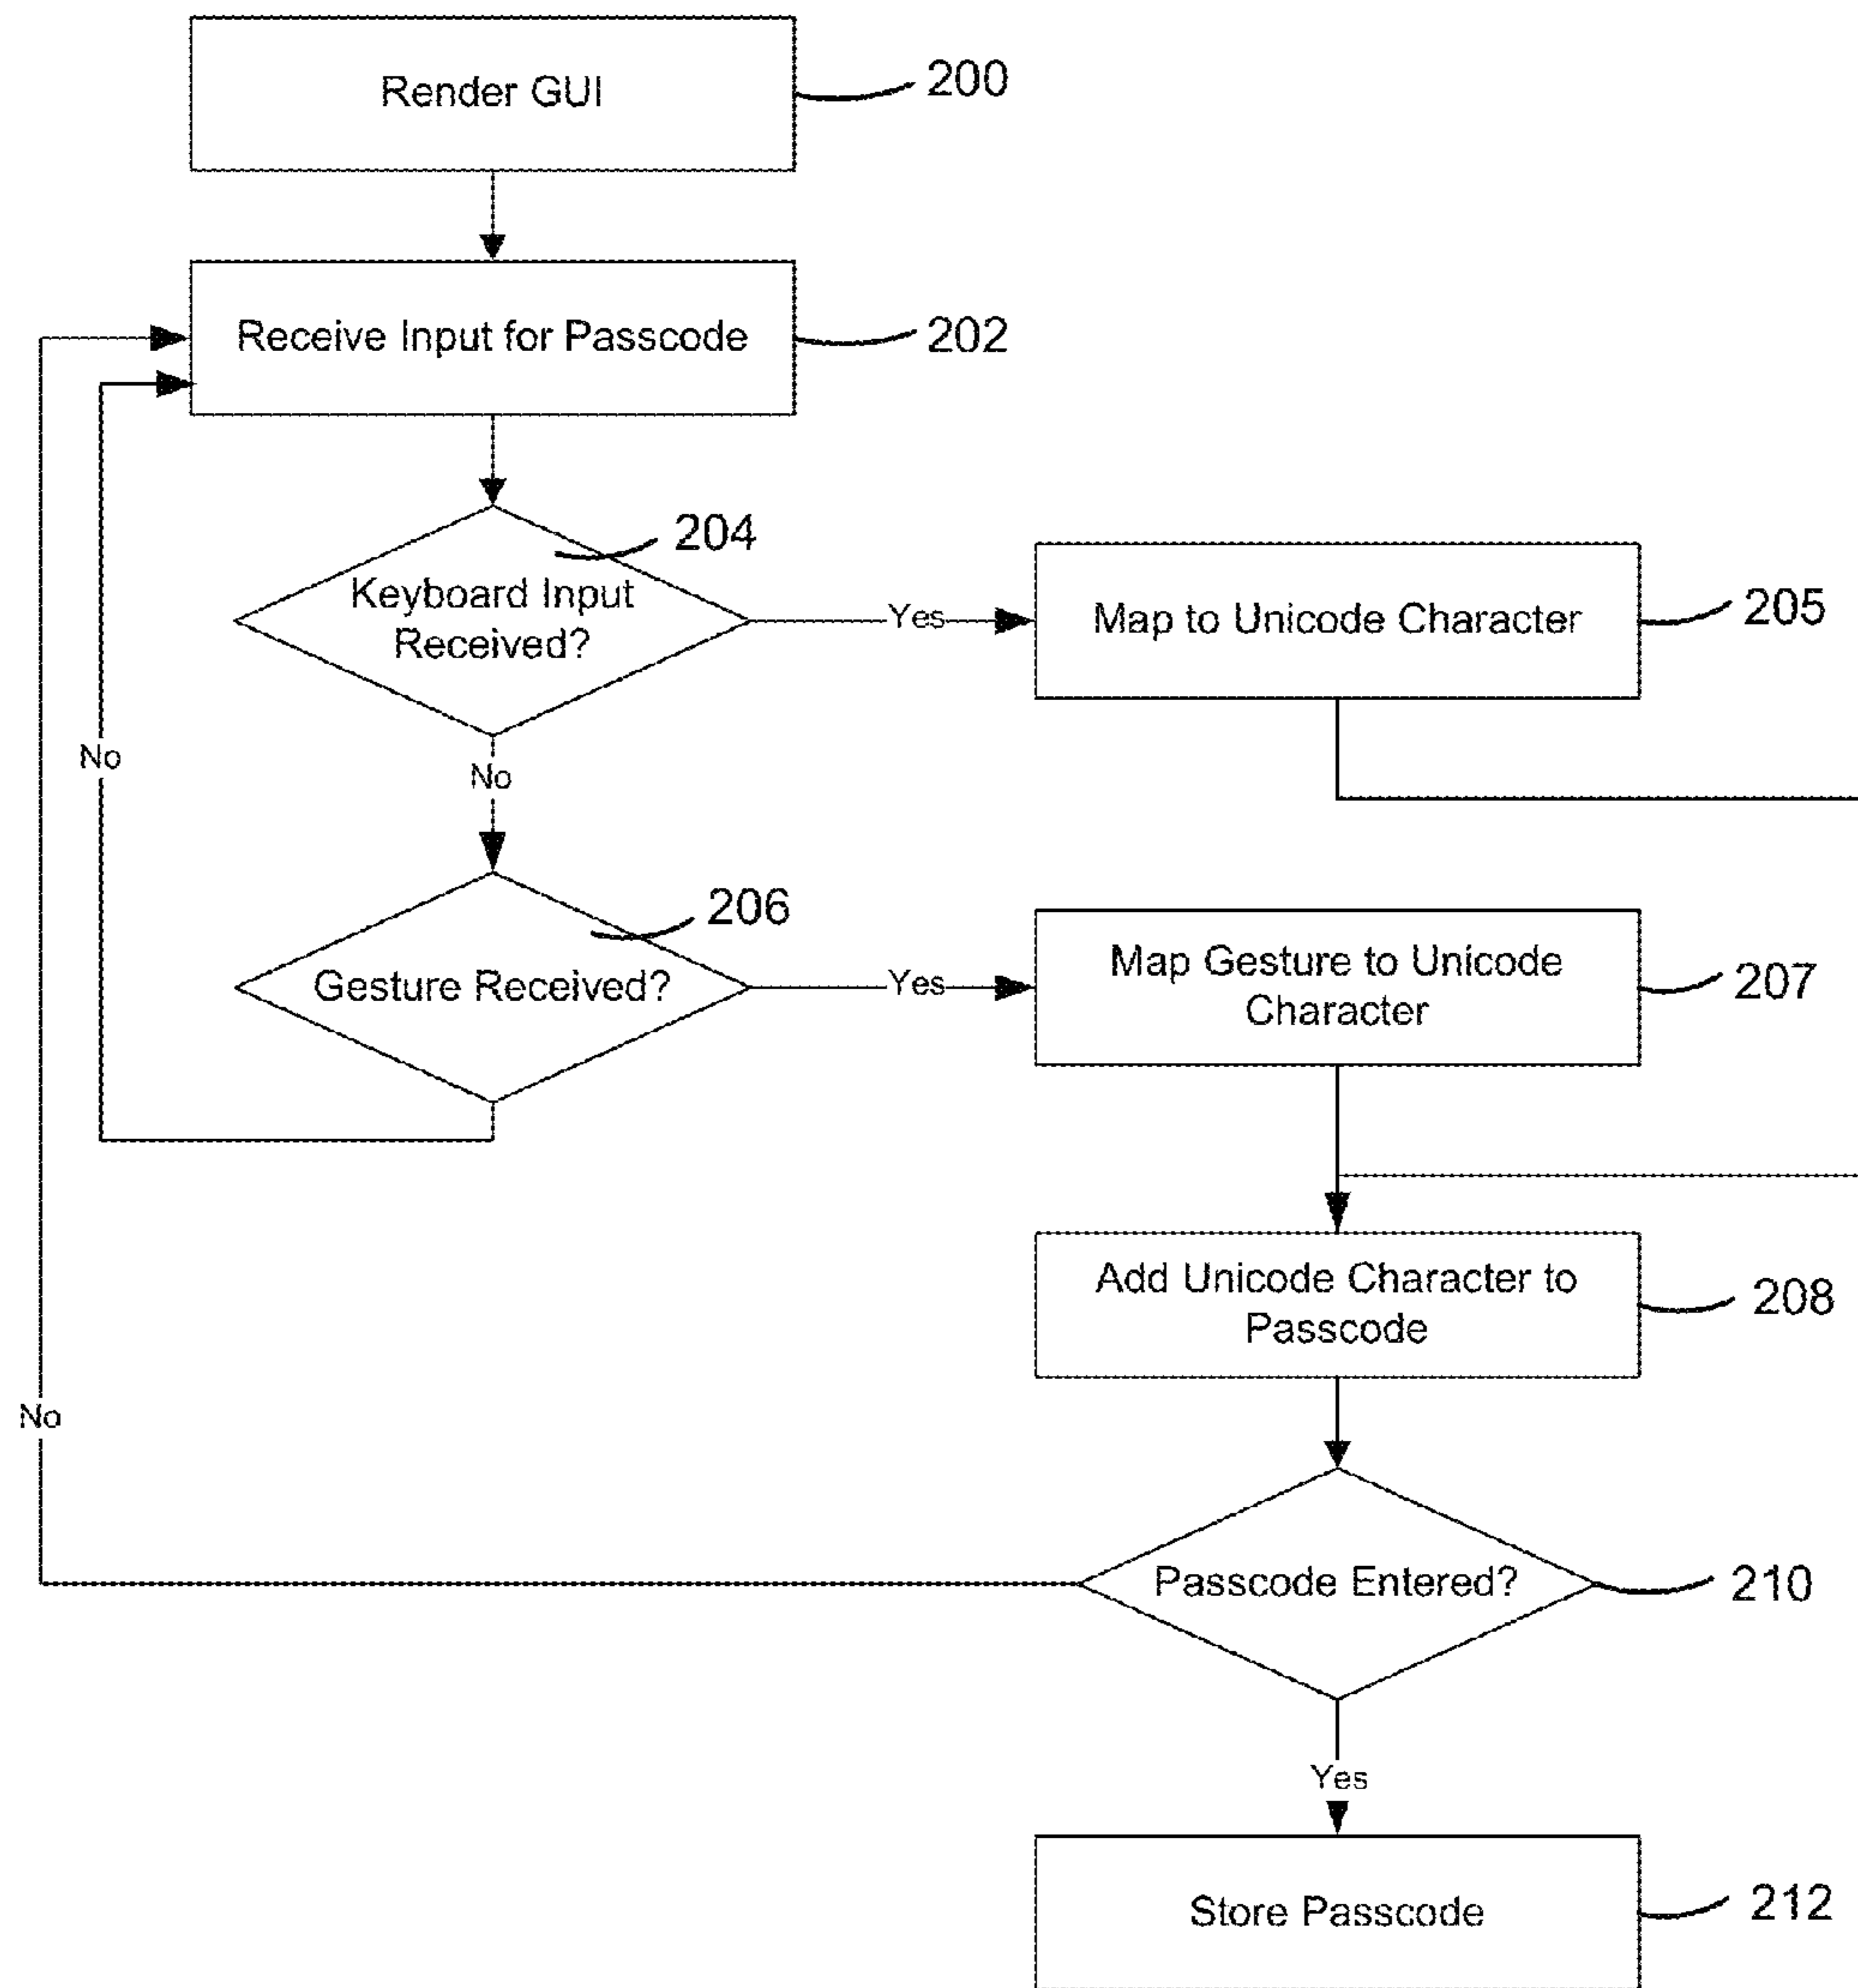 Render GUI
200
Receive Input for Passcode
202
204
Keyboard Input
Received?
Yes
Map to Unicode Character
205
No
No
206
Gesture Received?
Yes
Map Gesture to Unicode
Character
207
Add Unicode Character to
Passcode
208
No
Passcode Entered?
210
Yes
Store Passcode
212